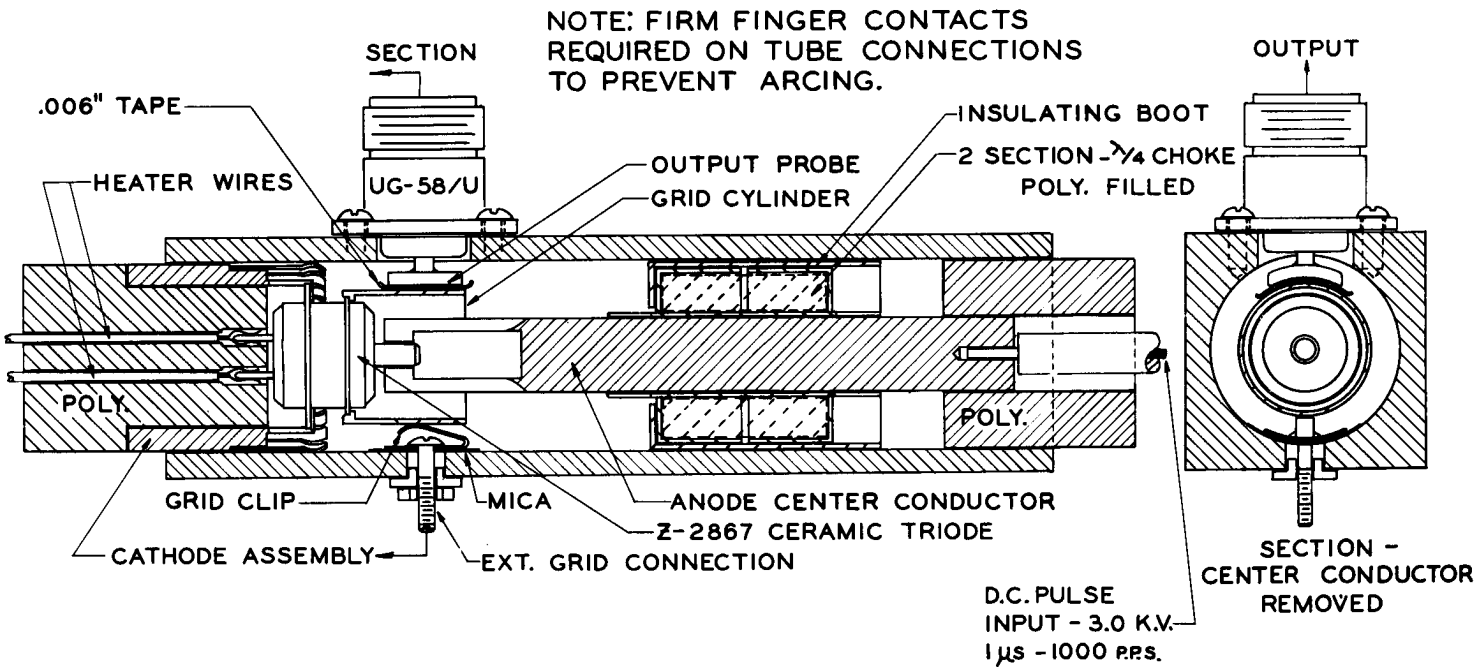 NOTE: FIRM FINGER CONTACTS
REQUIRED ON TUBE CONNECTIONS
TO PREVENT ARCING.
SECTION
OUTPUT
.006" TAPE
INSULATING BOOT
OUTPUT PROBE
2 SECTION - λ/4 CHOKE
POLY. FILLED
HEATER WIRES
UG-58/U
GRID CYLINDER
POLY.
POLY.
GRID CLIP
MICA
ANODE CENTER CONDUCTOR
Z-2867 CERAMIC TRIODE
CATHODE ASSEMBLY
EXT. GRID CONNECTION
SECTION -
CENTER CONDUCTOR
REMOVED
D.C. PULSE
INPUT - 3.0 K.V.
1 μs - 1000 P.P.S.